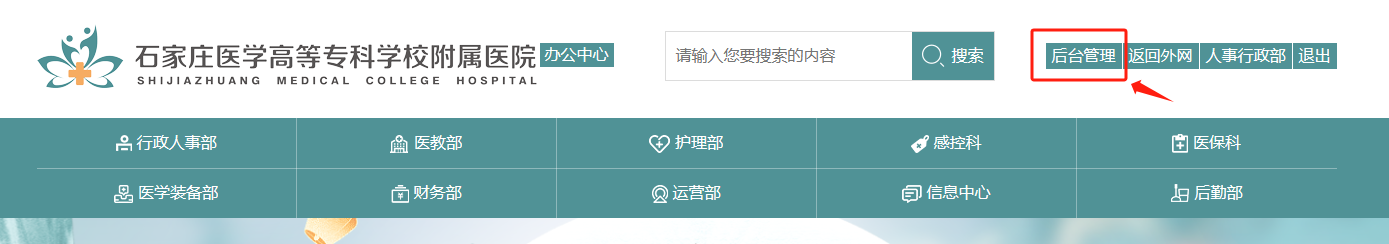 石家庄医学高等专科学校附属医院 办公中心
SHIJIAZHUANG MEDICAL COLLEGE HOSPITAL
请输入您要搜索的内容 搜索
后台管理 返回外网 人事行政部 退出
行政人事部 医教部 护理部 感控科 医保科
医学装备部 财务部 运营部 信息中心 后勤部